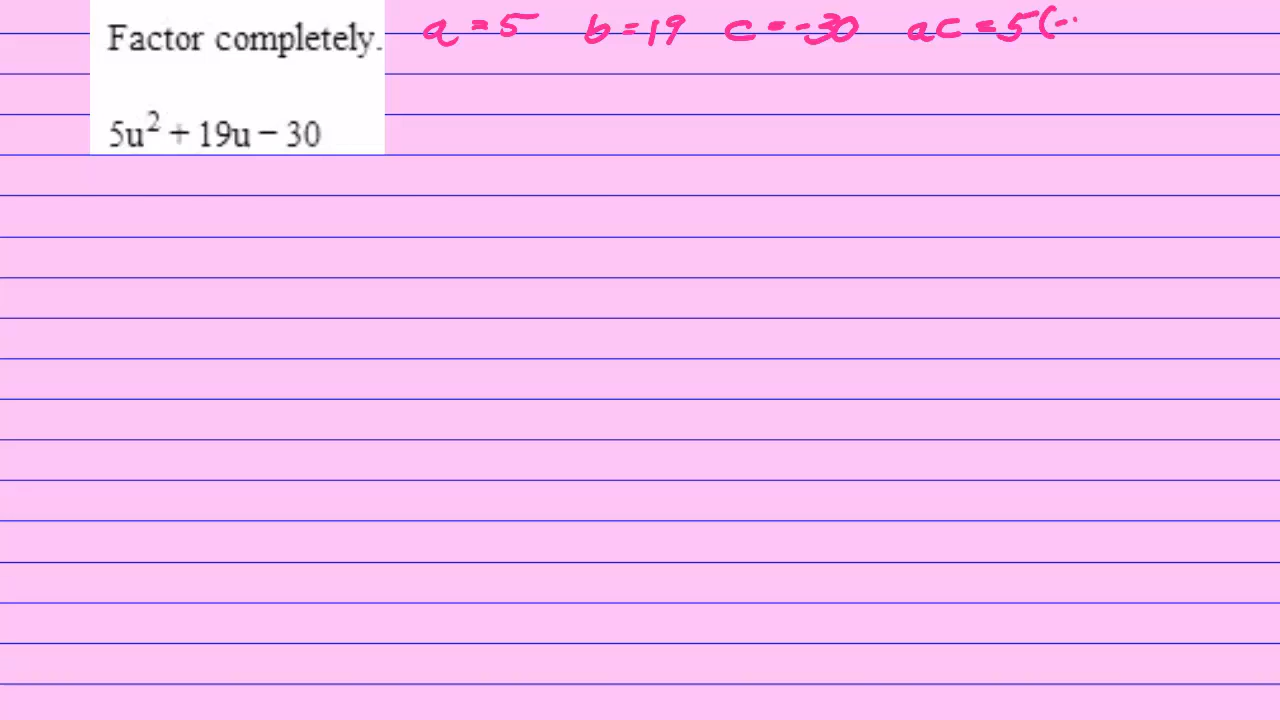 Factor completely. a = 5 b = 19 c = -30 ac = 5(-
5u² + 19u − 30